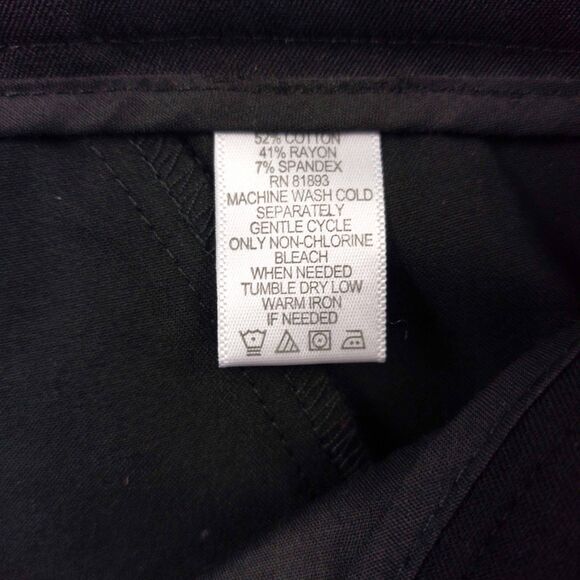 52% COTTON
41% RAYON
7% SPANDEX
RN 81893
MACHINE WASH COLD
SEPARATELY
GENTLE CYCLE
ONLY NON-CHLORINE
BLEACH
WHEN NEEDED
TUMBLE DRY LOW
WARM IRON
IF NEEDED